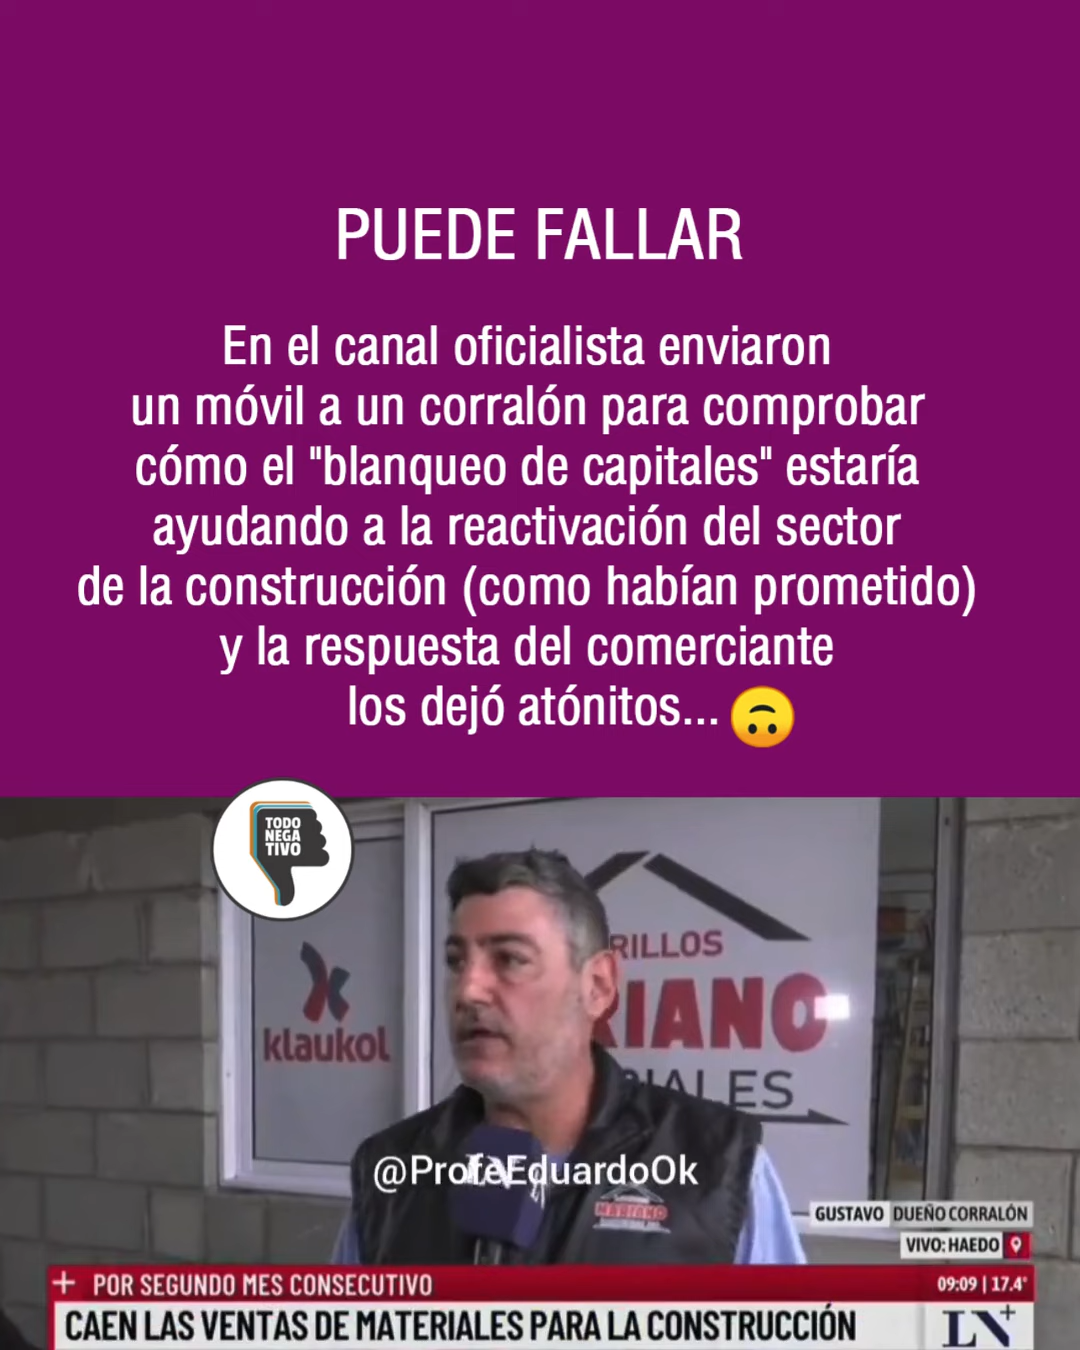 PUEDE FALLAR
En el canal oficialista enviaron
un móvil a un corralón para comprobar
cómo el "blanqueo de capitales" estaría
ayudando a la reactivación del sector
de la construcción (como habían prometido)
y la respuesta del comerciante
los dejó atónitos...
TODO
NEGA
TIVO
klaukol
RILLOS
RIANO
IALES
@ProfeEduardoOk
MARIANO
GUSTAVO DUEÑO CORRALÓN
VIVO: HAEDO
+ POR SEGUNDO MES CONSECUTIVO
09:09 | 17.4°
CAEN LAS VENTAS DE MATERIALES PARA LA CONSTRUCCIÓN
LN+